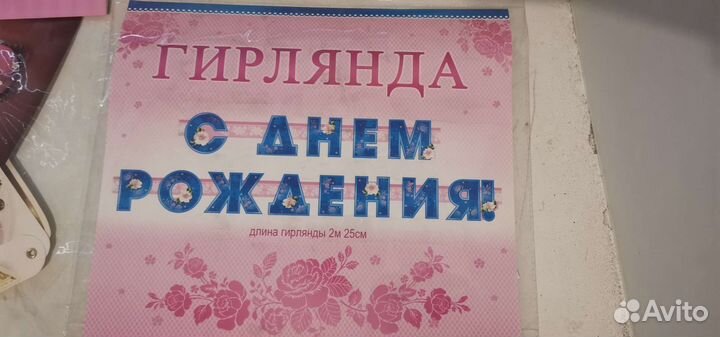 ГИРЛЯНДА
С ДНЕМ
РОЖДЕНИЯ!
длина гирлянды 2м 25см
Avito